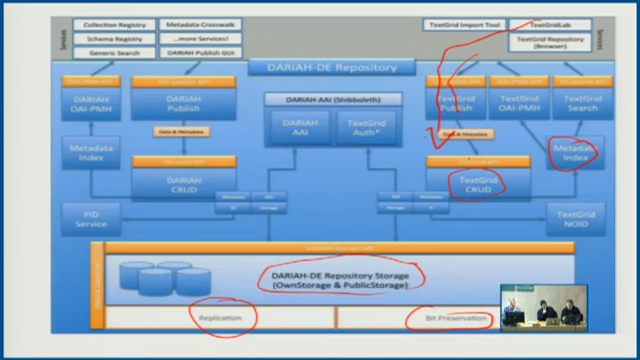 Services
Collection Registry
Metadata Crosswalk
Schema Registry
...more Services!
Generic Search
DARIAH Publish GUI
TextGrid Import Tool
TextGridLab
TextGrid Repository
(Browser)
Services
DARIAH-DE Repository
DARIAH
OAI-PMH
DARIAH
Publish
DARIAH AAI (Shibboleth)
DARIAH
AAI
TextGrid
Auth*
TextGrid
Publish
TextGrid
OAI-PMH
TextGrid
Search
Data & Metadata
Data & Metadata
Metadata
Index
Metadata
Index
DARIAH
CRUD
TextGrid
CRUD
PID
Service
TextGrid
NOID
DARIAH-DE Repository Storage
(OwnStorage & PublicStorage)
Replication
Bit Preservation